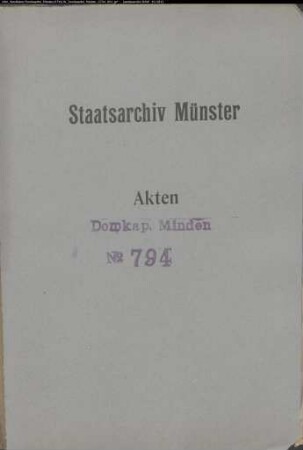 Staatsarchiv Münster
Akten
Domkap. Minden
№ 794